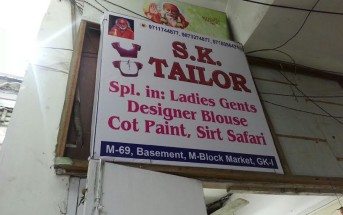 S.K.
TAILOR
Spl. in: Ladies Gents
Designer Blouse
Cot Paint, Sirt Safari
M-69, Basement, M-Block Market, GK-I